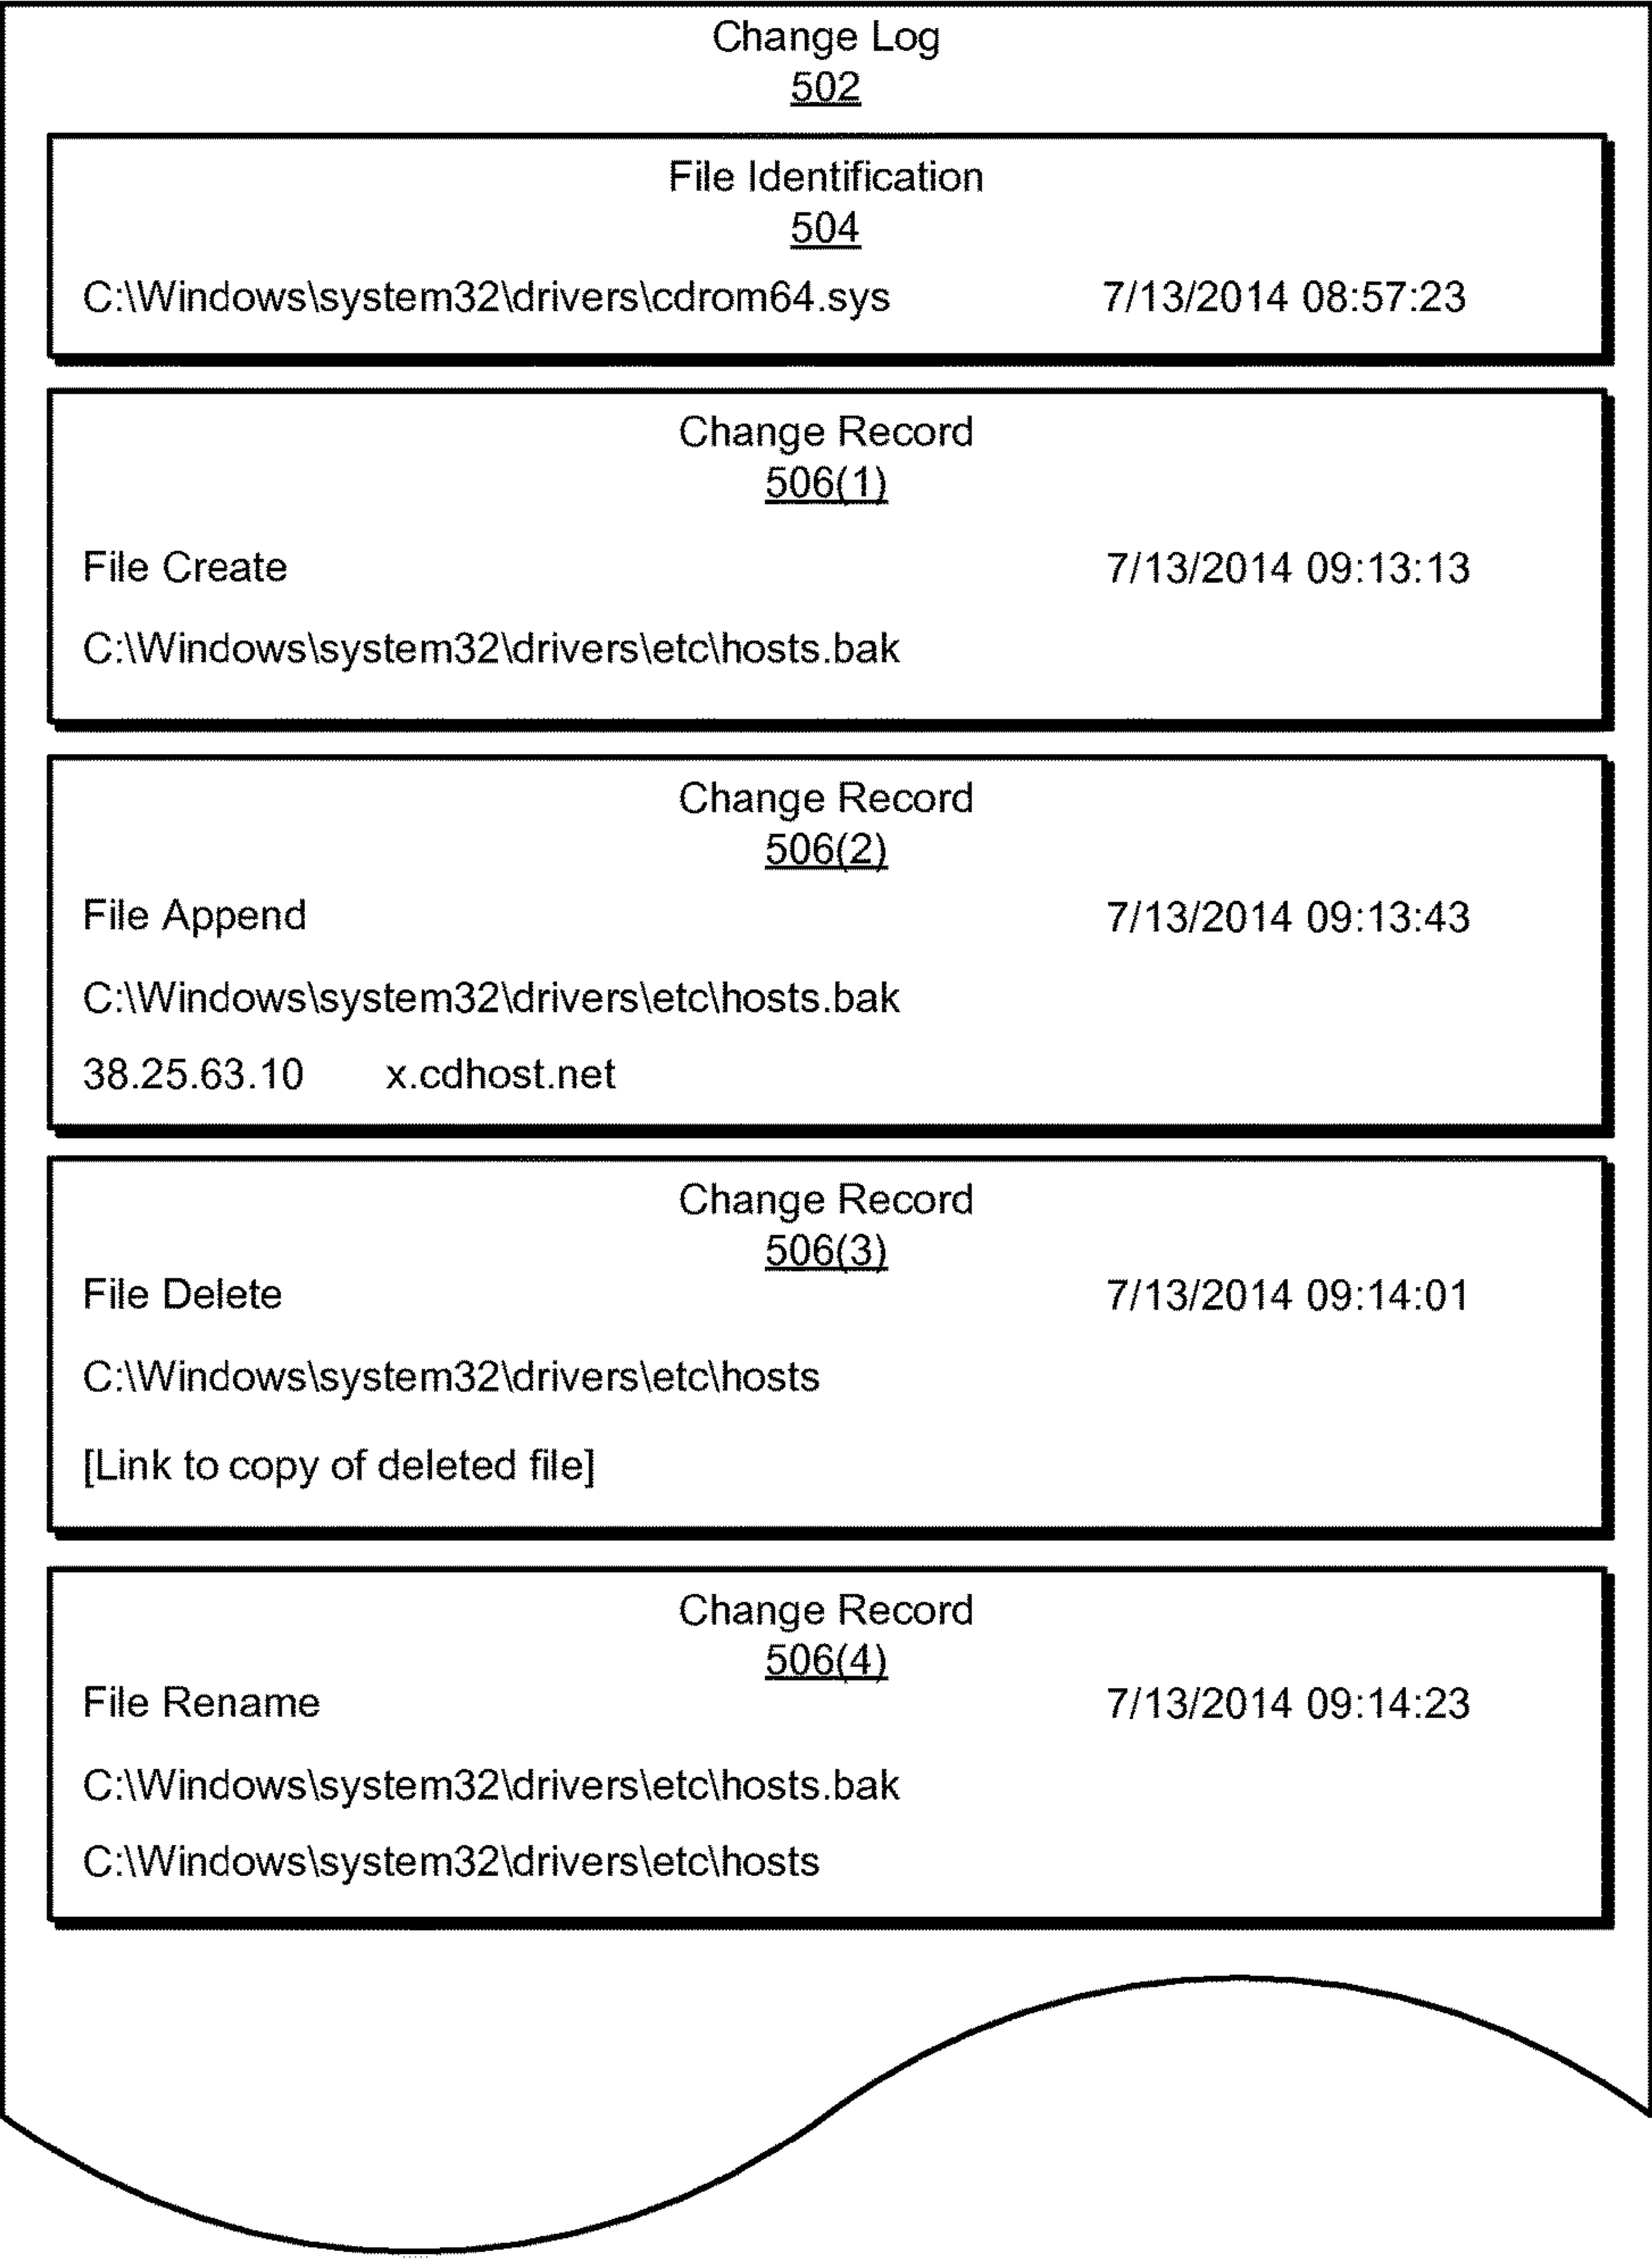 Change Log
502
File Identification
504
C:\Windows\system32\drivers\cdrom64.sys 7/13/2014 08:57:23
Change Record
506(1)
File Create 7/13/2014 09:13:13
C:\Windows\system32\drivers\etc\hosts.bak
Change Record
506(2)
File Append 7/13/2014 09:13:43
C:\Windows\system32\drivers\etc\hosts.bak
38.25.63.10 x.cdhost.net
Change Record
506(3)
File Delete 7/13/2014 09:14:01
C:\Windows\system32\drivers\etc\hosts
[Link to copy of deleted file]
Change Record
506(4)
File Rename 7/13/2014 09:14:23
C:\Windows\system32\drivers\etc\hosts.bak
C:\Windows\system32\drivers\etc\hosts